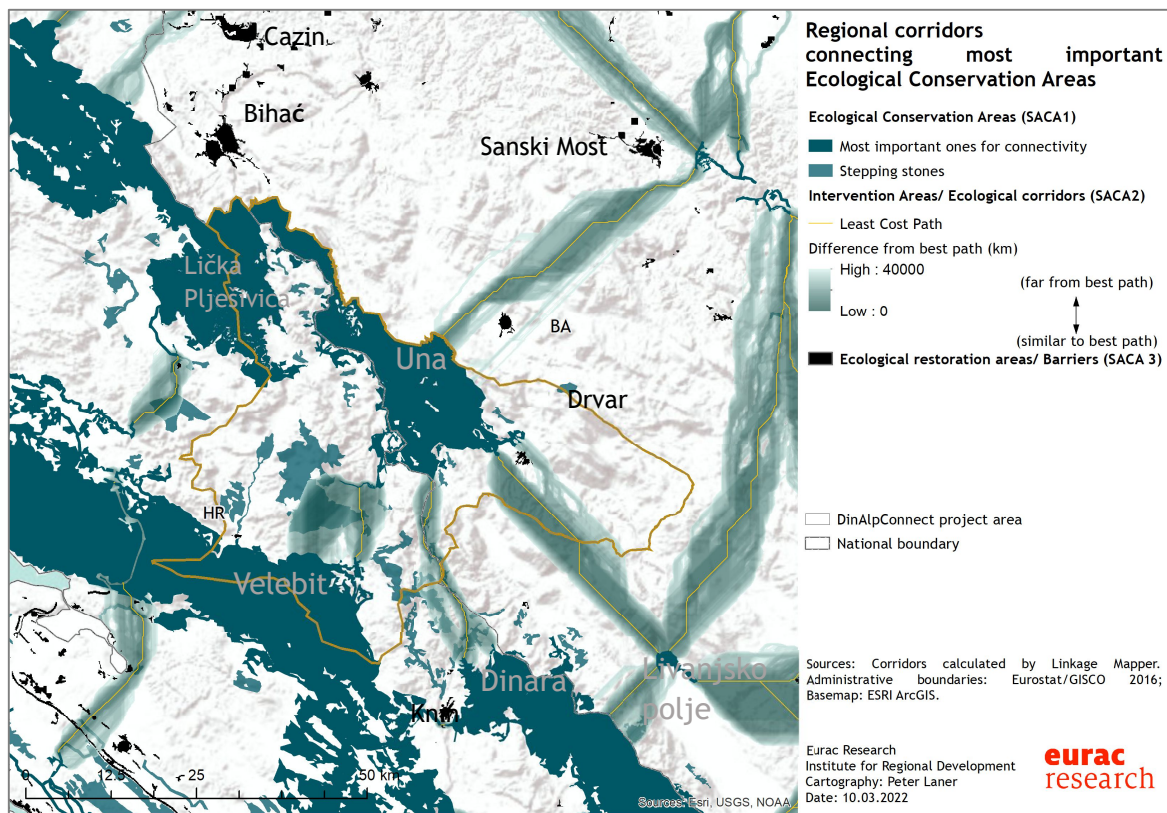 Cazin
Bihać
Sanski Most
Lička
Plješivica
BA
Una
Drvar
HR
Velebit
Livanjsko
polje
Dinara
Knin
0 12.5 25 50 km
Sources: Esri, USGS, NOAA
Regional corridors
connecting most important
Ecological Conservation Areas
Ecological Conservation Areas (SACA1)
Most important ones for connectivity
Stepping stones
Intervention Areas/ Ecological corridors (SACA2)
Least Cost Path
Difference from best path (km)
High : 40000
(far from best path)
Low : 0
(similar to best path)
Ecological restoration areas/ Barriers (SACA 3)
DinAlpConnect project area
National boundary
Sources: Corridors calculated by Linkage Mapper.
Administrative boundaries: Eurostat/GISCO 2016;
Basemap: ESRI ArcGIS.
Eurac Research
Institute for Regional Development
Cartography: Peter Laner
Date: 10.03.2022
eurac
research